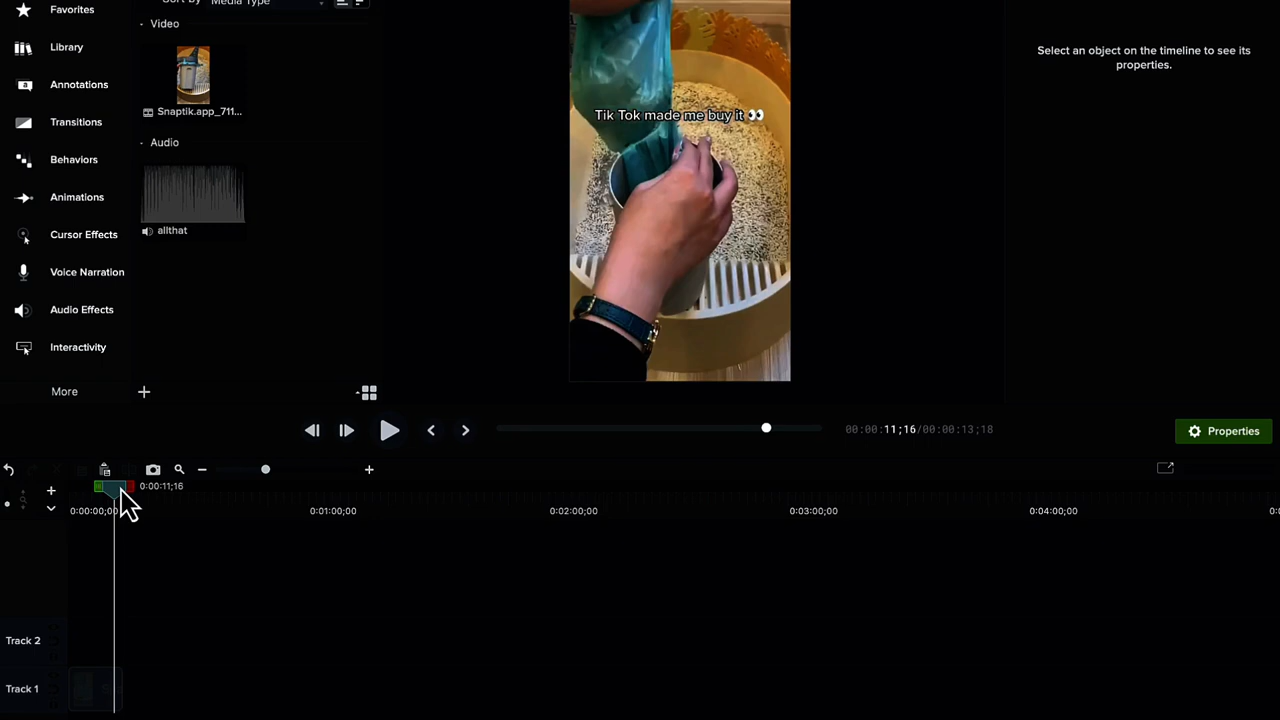 Favorites
Library
Annotations
Transitions
Behaviors
Animations
Cursor Effects
Voice Narration
Audio Effects
Interactivity
More
Sort By Media Type
Video
Snaptik.app_711...
Audio
allthat
Tik Tok made me buy it 👀
Select an object on the timeline to see its
properties.
00:00:11;16/00:00:13;18
Properties
0:00:11;16
0:00:00;00
0:01:00;00
0:02:00;00
0:03:00;00
0:04:00;00
Track 2
Track 1